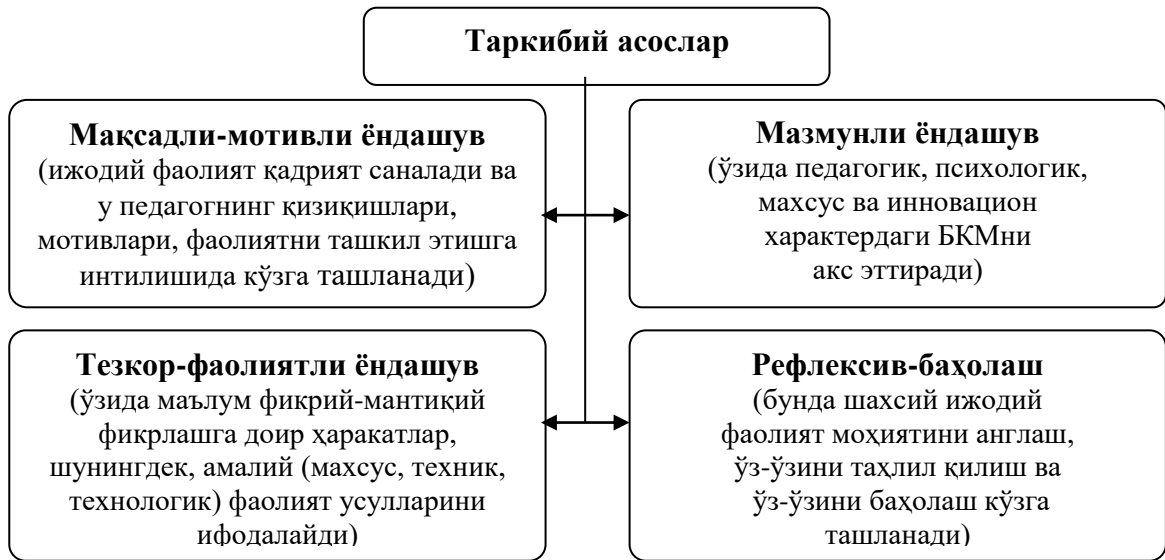 Таркибий асослар
Мақсадли-мотивли ёндашув
(ижодий фаолият қадрият саналади ва
у педагогнинг қизиқишлари,
мотивлари, фаолиятни ташкил этишга
интилишида кўзга ташланади)
Мазмунли ёндашув
(ўзида педагогик, психологик,
махсус ва инновацион
характердаги БКМни
акс эттиради)
Тезкор-фаолиятли ёндашув
(ўзида маълум фикрий-мантиқий
фикрлашга доир ҳаракатлар,
шунингдек, амалий (махсус, техник,
технологик) фаолият усулларини
ифодалайди)
Рефлексив-баҳолаш
(бунда шахсий ижодий
фаолият моҳиятини англаш,
ўз-ўзини таҳлил қилиш ва
ўз-ўзини баҳолаш кўзга
ташланади)